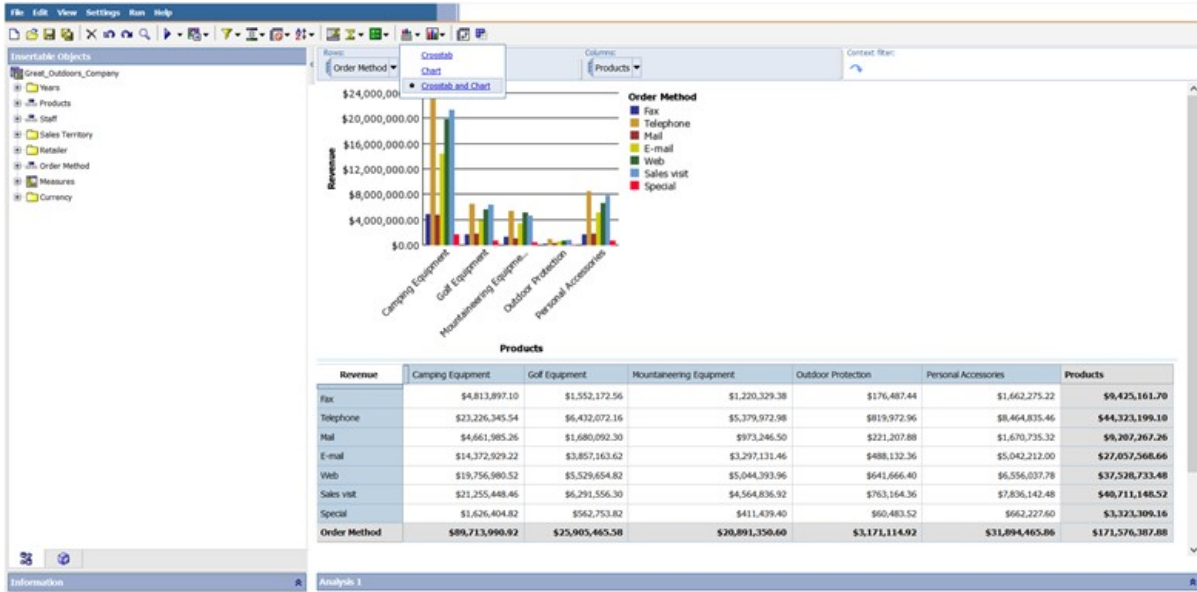 File Edit View Settings Run Help
Insertable Objects
Great_Outdoors_Company
Years
Products
Staff
Sales Territory
Retailer
Order Method
Measures
Currency
Information
Rows:
Order Method
Crosstab
Chart
Crosstab and Chart
Columns:
Products
Context filter:
$24,000,00
$20,000,000.00
$16,000,000.00
$12,000,000.00
$8,000,000.00
$4,000,000.00
$0.00
Revenue
Camping Equipment
Golf Equipment
Mountaineering Equipme...
Outdoor Protection
Personal Accessories
Products
Order Method
Fax
Telephone
Mail
E-mail
Web
Sales visit
Special
Revenue Camping Equipment Golf Equipment Mountaineering Equipment Outdoor Protection Personal Accessories Products
Fax $4,813,897.10 $1,552,172.56 $1,220,329.38 $176,487.44 $1,662,275.22 $9,425,161.70
Telephone $23,226,345.54 $6,432,072.16 $5,379,972.98 $819,972.96 $8,464,835.46 $44,323,199.10
Mail $4,661,985.26 $1,680,092.30 $973,246.50 $221,207.88 $1,670,735.32 $9,207,267.26
E-mail $14,372,929.22 $3,857,163.62 $3,297,131.46 $488,132.36 $5,042,212.00 $27,057,568.66
Web $19,756,980.52 $5,529,654.82 $5,044,393.96 $641,666.40 $6,556,037.78 $37,528,733.48
Sales visit $21,255,448.46 $6,291,556.30 $4,564,836.92 $763,164.36 $7,836,142.48 $40,711,148.52
Special $1,626,404.82 $562,753.82 $411,439.40 $60,483.52 $662,227.60 $3,323,309.16
Order Method $89,713,990.92 $25,905,465.58 $20,891,350.60 $3,171,114.92 $31,894,465.86 $171,576,387.88
Analysis 1